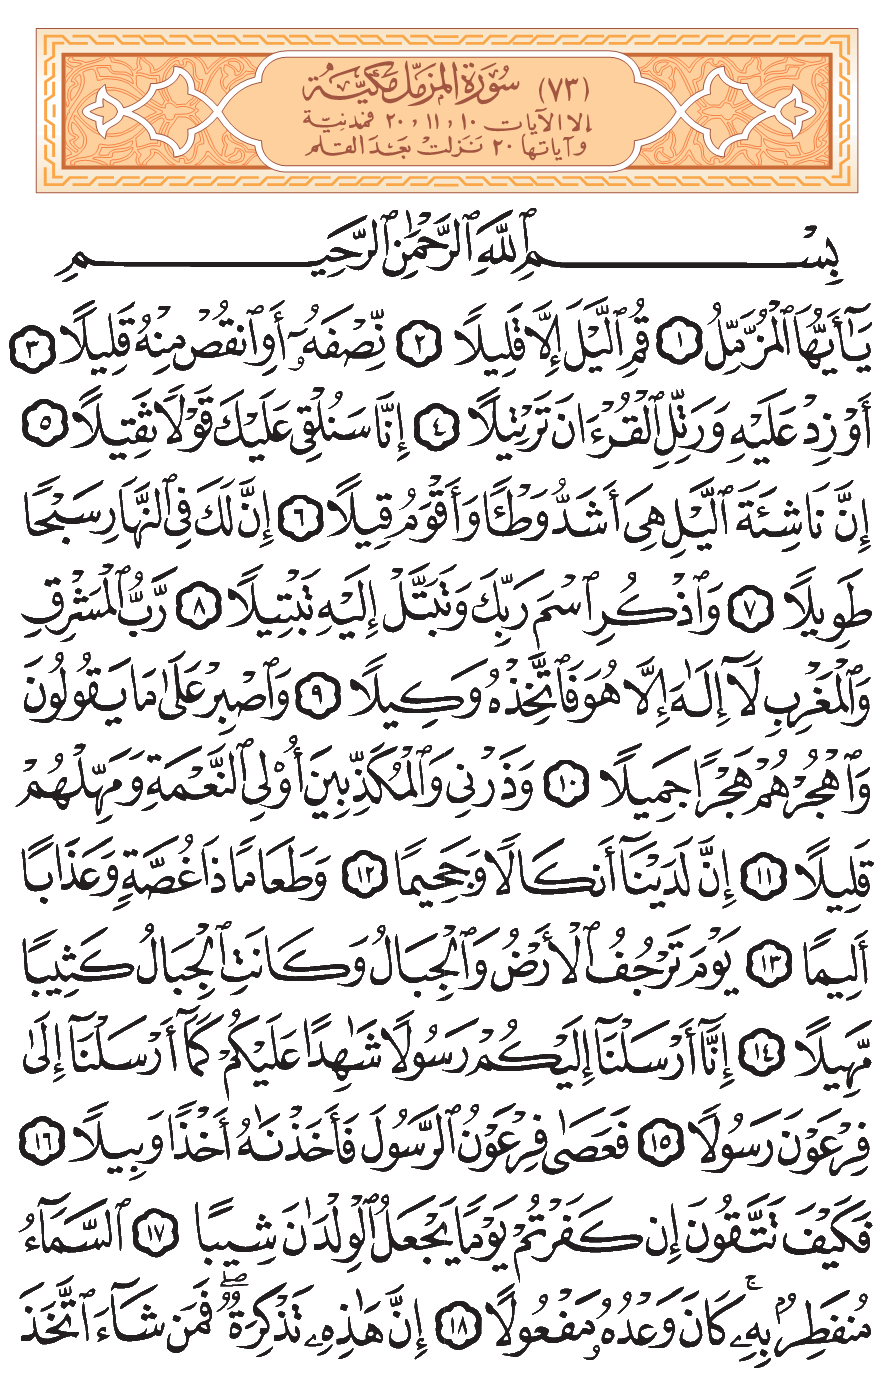 (٧٣) سُورَةُ المُزَّمِّل مَكيَّة
إلا الآيات ١٠ و ١١ و ٢٠ فمدنيَّة
وآياتها ٢٠ نَزَلَتْ بَعْدَ القَلَم
بِسْمِ ٱللَّهِ ٱلرَّحْمَٰنِ ٱلرَّحِيمِ
يَٰٓأَيُّهَا ٱلْمُزَّمِّلُ ١ قُمِ ٱلَّيْلَ إِلَّا قَلِيلًا ٢ نِّصْفَهُۥٓ أَوِ ٱنقُصْ مِنْهُ قَلِيلًا ٣
أَوْ زِدْ عَلَيْهِ وَرَتِّلِ ٱلْقُرْءَانَ تَرْتِيلًا ٤ إِنَّا سَنُلْقِى عَلَيْكَ قَوْلًا ثَقِيلًا ٥
إِنَّ نَاشِئَةَ ٱلَّيْلِ هِىَ أَشَدُّ وَطْـًٔا وَأَقْوَمُ قِيلًا ٦ إِنَّ لَكَ فِى ٱلنَّهَارِ سَبْحًا
طَوِيلًا ٧ وَٱذْكُرِ ٱسْمَ رَبِّكَ وَتَبَتَّلْ إِلَيْهِ تَبْتِيلًا ٨ رَّبُّ ٱلْمَشْرِقِ
وَٱلْمَغْرِبِ لَآ إِلَٰهَ إِلَّا هُوَ فَٱتَّخِذْهُ وَكِيلًا ٩ وَٱصْبِرْ عَلَىٰ مَا يَقُولُونَ
وَٱهْجُرْهُمْ هَجْرًا جَمِيلًا ١٠ وَذَرْنِى وَٱلْمُكَذِّبِينَ أُو۟لِى ٱلنَّعْمَةِ وَمَهِّلْهُمْ
قَلِيلًا ١١ إِنَّ لَدَيْنَآ أَنكَالًا وَجَحِيمًا ١٢ وَطَعَامًا ذَا غُصَّةٍ وَعَذَابًا
أَلِيمًا ١٣ يَوْمَ تَرْجُفُ ٱلْأَرْضُ وَٱلْجِبَالُ وَكَانَتِ ٱلْجِبَالُ كَثِيبًا
مَّهِيلًا ١٤ إِنَّآ أَرْسَلْنَآ إِلَيْكُمْ رَسُولًا شَٰهِدًا عَلَيْكُمْ كَمَآ أَرْسَلْنَآ إِلَىٰ
فِرْعَوْنَ رَسُولًا ١٥ فَعَصَىٰ فِرْعَوْنُ ٱلرَّسُولَ فَأَخَذْنَٰهُ أَخْذًا وَبِيلًا ١٦
فَكَيْفَ تَتَّقُونَ إِن كَفَرْتُمْ يَوْمًا يَجْعَلُ ٱلْوِلْدَٰنَ شِيبًا ١٧ ٱلسَّمَآءُ
مُنفَطِرٌۢ بِهِۦ ۚ كَانَ وَعْدُهُۥ مَفْعُولًا ١٨ إِنَّ هَٰذِهِۦ تَذْكِرَةٌ ۖ فَمَن شَآءَ ٱتَّخَذَ